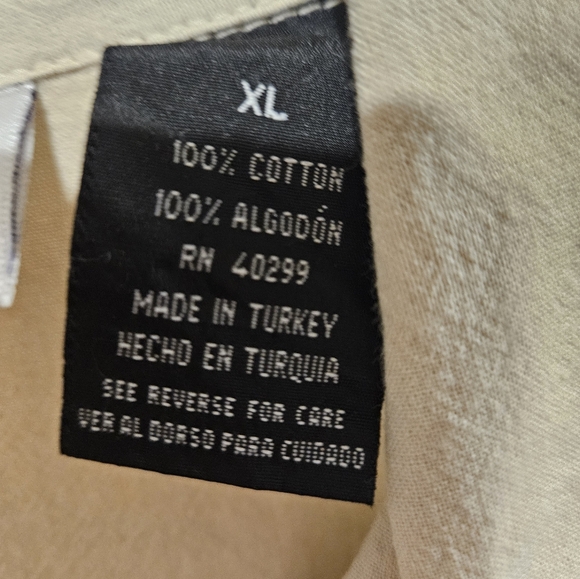 XL
100% COTTON
100% ALGODÓN
RN 40299
MADE IN TURKEY
HECHO EN TURQUIA
SEE REVERSE FOR CARE
VER AL DORSO PARA CUIDADO